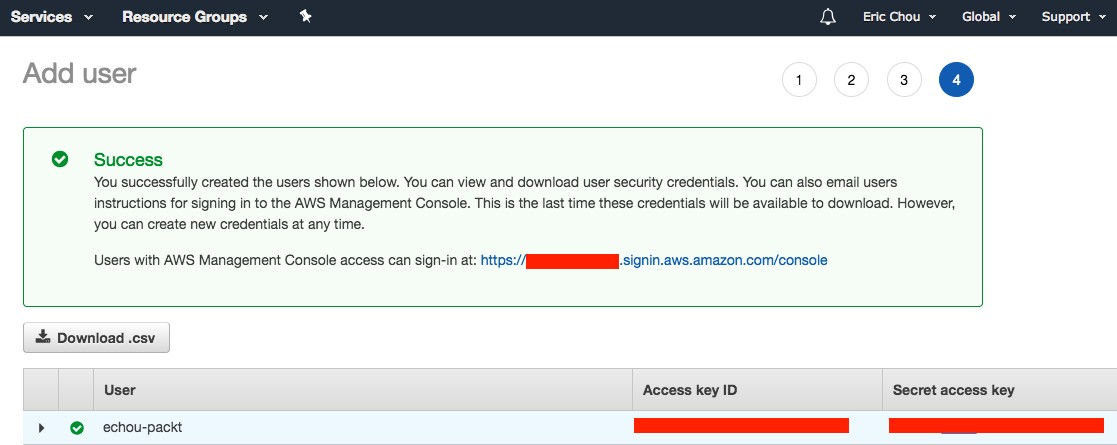 Services Resource Groups Eric Chou Global Support
Add user 1 2 3 4
Success
You successfully created the users shown below. You can view and download user security credentials. You can also email users
instructions for signing in to the AWS Management Console. This is the last time these credentials will be available to download. However,
you can create new credentials at any time.
Users with AWS Management Console access can sign-in at: https:// .signin.aws.amazon.com/console
Download .csv
User Access key ID Secret access key
echou-packt